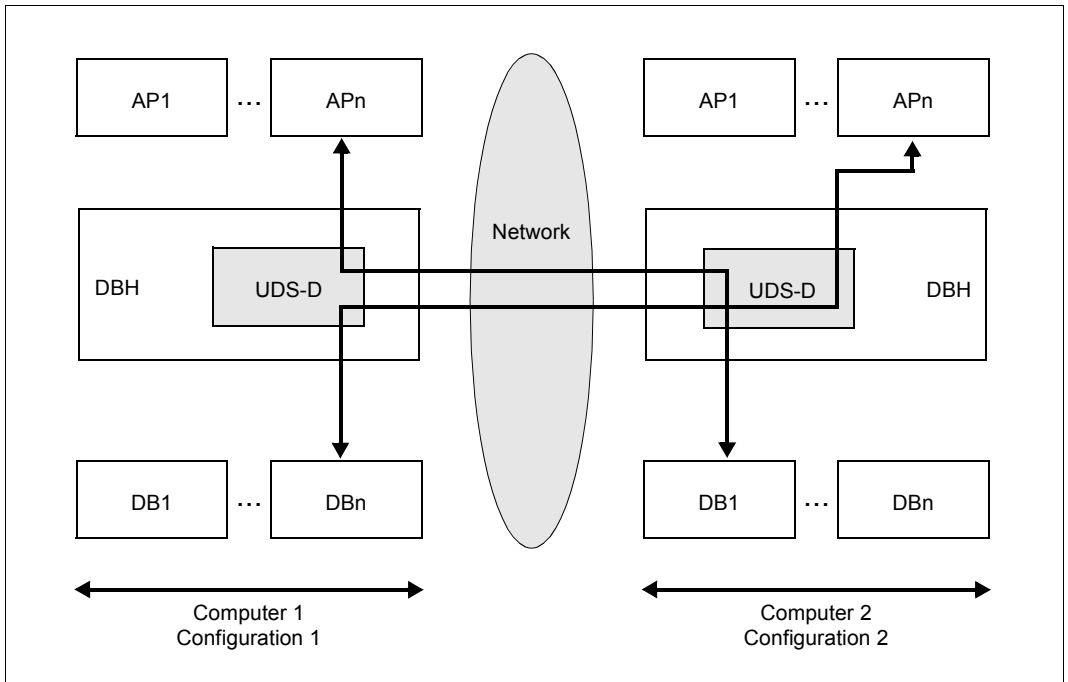 AP1 ... APn
AP1 ... APn
Network
DBH
UDS-D
UDS-D
DBH
DB1 ... DBn
DB1 ... DBn
Computer 1
Configuration 1
Computer 2
Configuration 2